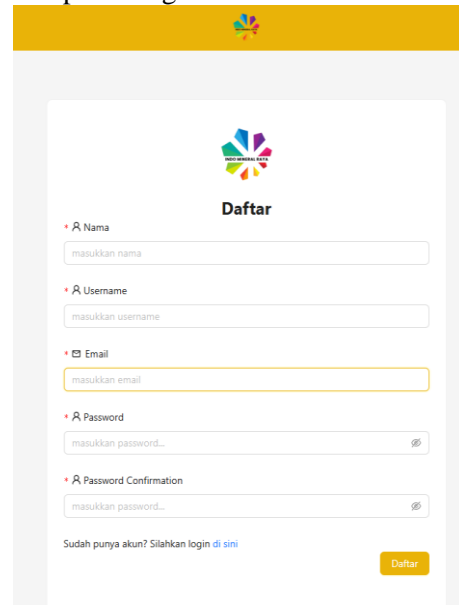 INDO MINERAL RAYA
Daftar
* Nama
masukkan nama
* Username
masukkan username
* Email
masukkan email
* Password
masukkan password...
* Password Confirmation
masukkan password...
Sudah punya akun? Silahkan login di sini
Daftar